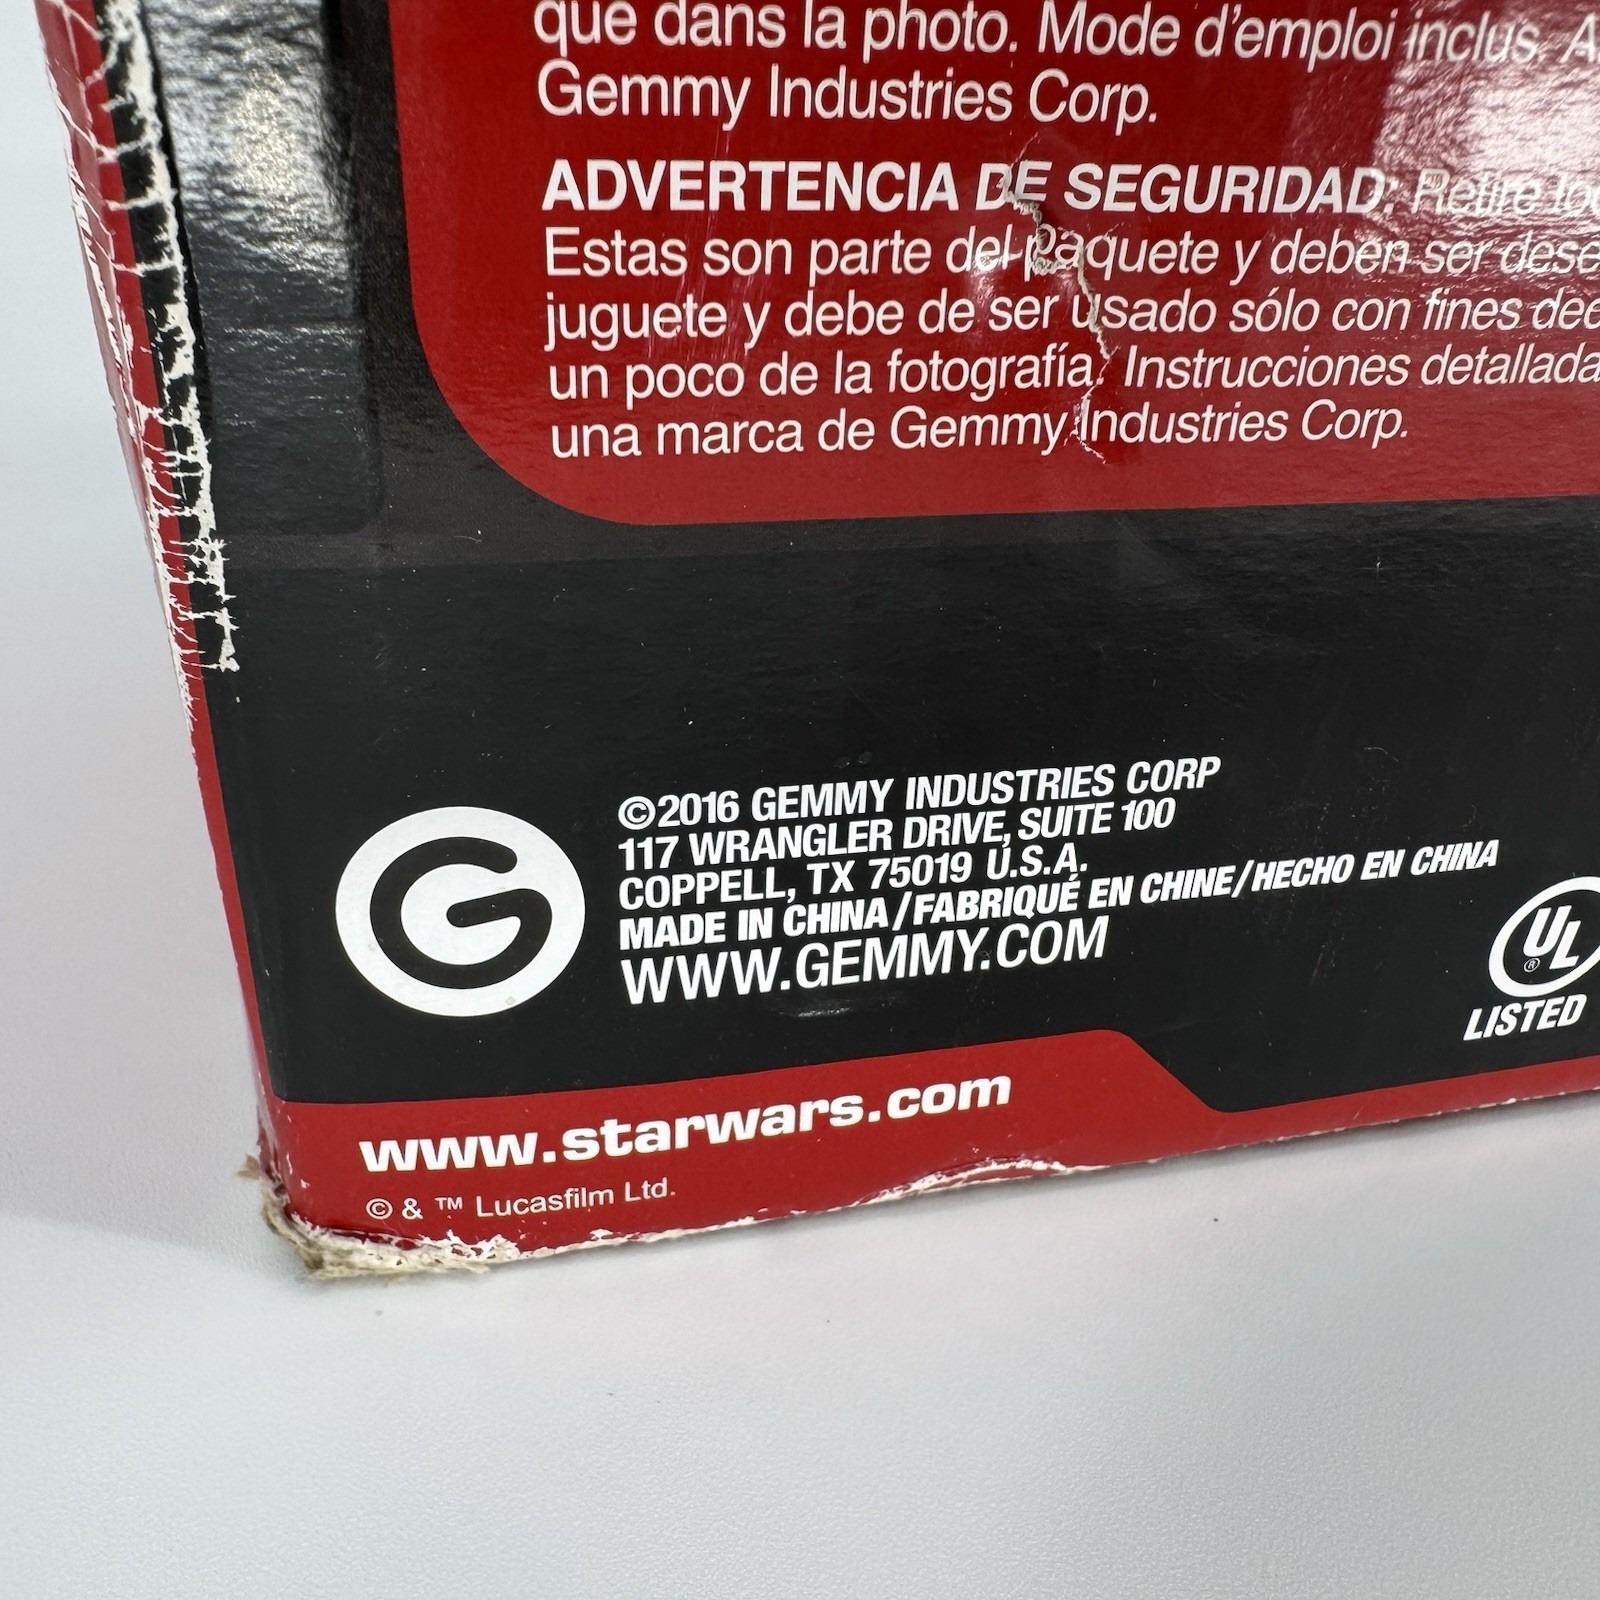 que dans la photo. Mode d'emploi inclus. A
Gemmy Industries Corp.
ADVERTENCIA DE SEGURIDAD: Retire
Estas son parte del paquete y deben ser
juguete y debe de ser usado sólo con fines
un poco de la fotografía. Instrucciones
una marca de Gemmy Industries Corp.
©2016 GEMMY INDUSTRIES CORP
117 WRANGLER DRIVE, SUITE 100
COPPELL, TX 75019 U.S.A.
MADE IN CHINA/FABRIQUÉ EN CHINE/HECHO EN CHINA
WWW.GEMMY.COM
G
UL
®
LISTED
www.starwars.com
© & ™ Lucasfilm Ltd.